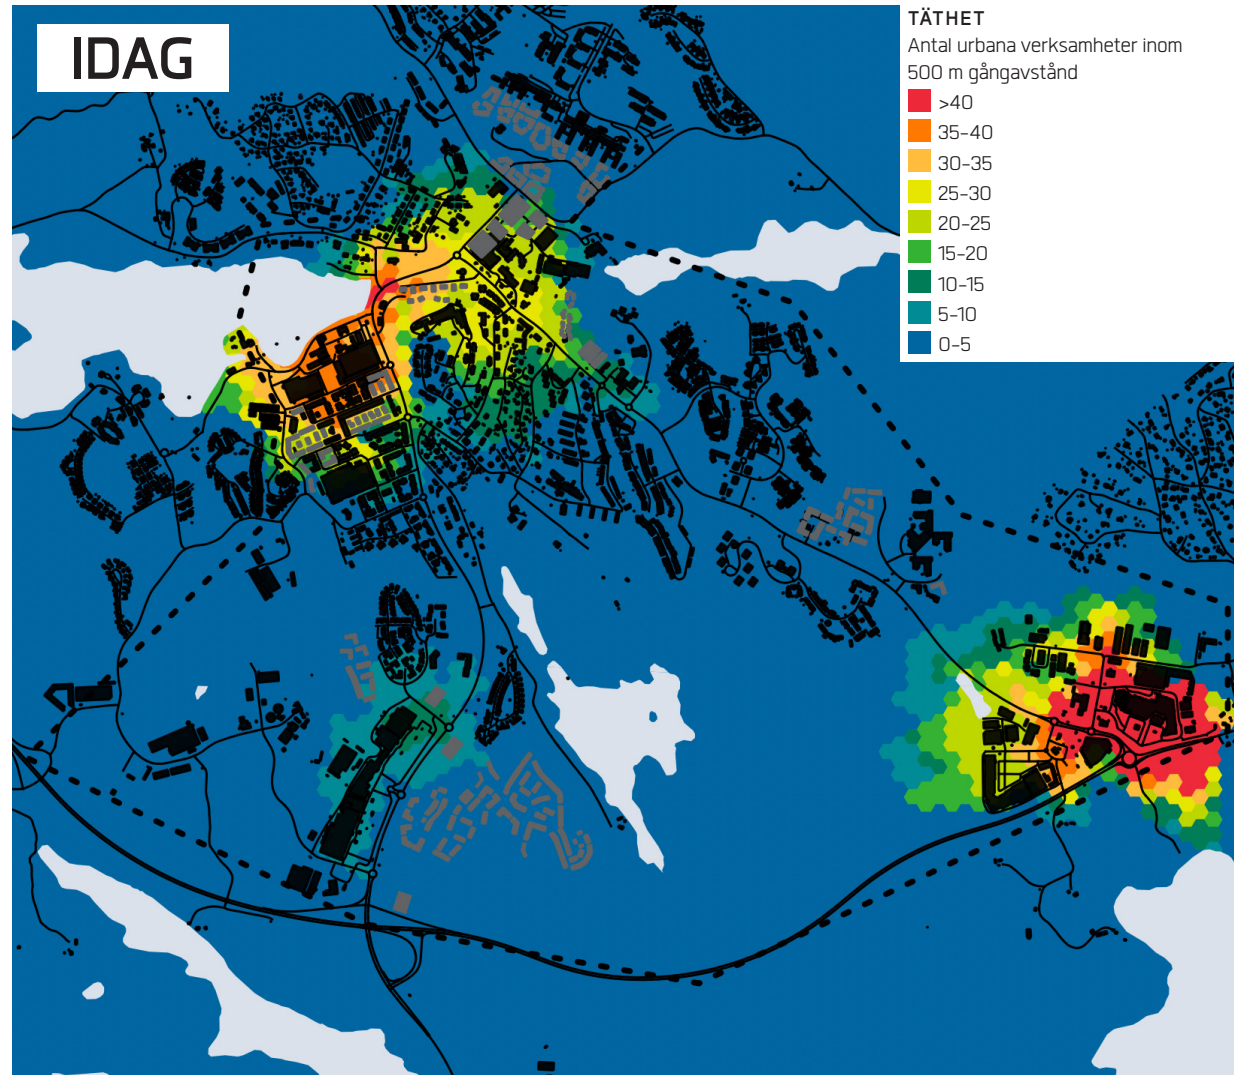 IDAG
TÄTHET
Antal urbana verksamheter inom
500 m gångavstånd
>40
35–40
30–35
25–30
20–25
15–20
10–15
5–10
0–5